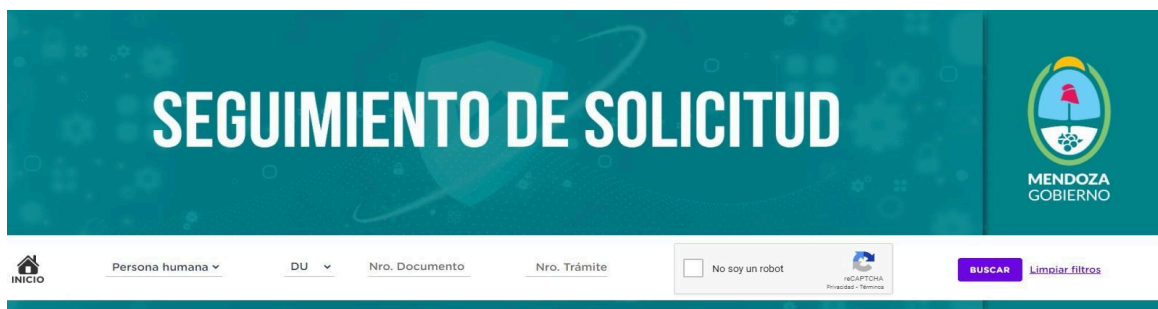 SEGUIMIENTO DE SOLICITUD
MENDOZA
GOBIERNO
INICIO
Persona humana
DU
Nro. Documento
Nro. Trámite
No soy un robot
reCAPTCHA
Privacidad - Términos
BUSCAR
Limpiar filtros